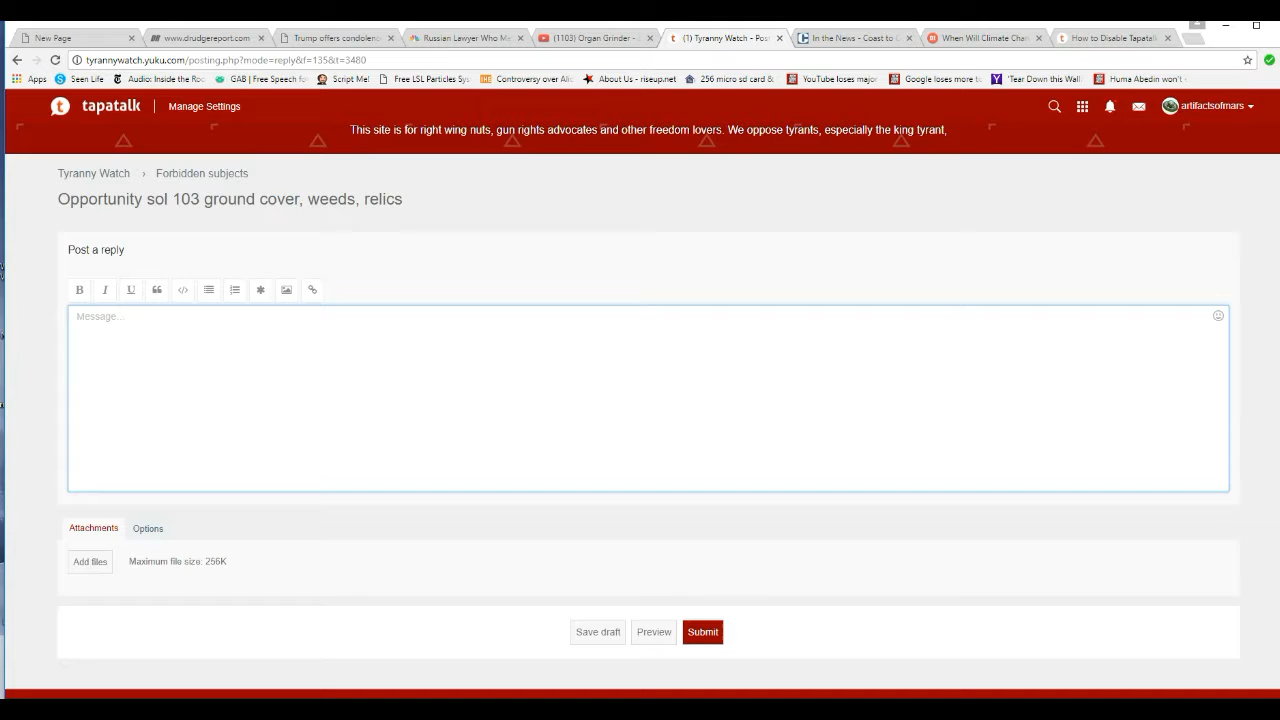 New Page
www.drudgereport.com
Trump offers condolenc
Russian Lawyer Who Me
(1103) Organ Grinder -
(1) Tyranny Watch - Pos
In the News - Coast to C
When Will Climate Chan
How to Disable Tapatalk
tyrannywatch.yuku.com/posting.php?mode=reply&f=135&t=3480
Apps
Seen Life
Audio: Inside the Ro
GAB | Free Speech fo
Script Me!
Free LSL Particles Sys
Controversy over Alic
About Us - riseup.net
256 micro sd card &
YouTube loses major
Google loses more to
'Tear Down this Wall
Huma Abedin won't
tapatalk
Manage Settings
artifactsofmars
This site is for right wing nuts, gun rights advocates and other freedom lovers. We oppose tyrants, especially the king tyrant,
Tyranny Watch › Forbidden subjects
Opportunity sol 103 ground cover, weeds, relics
Post a reply
B I U
Message...
Attachments
Options
Add files
Maximum file size: 256K
Save draft
Preview
Submit